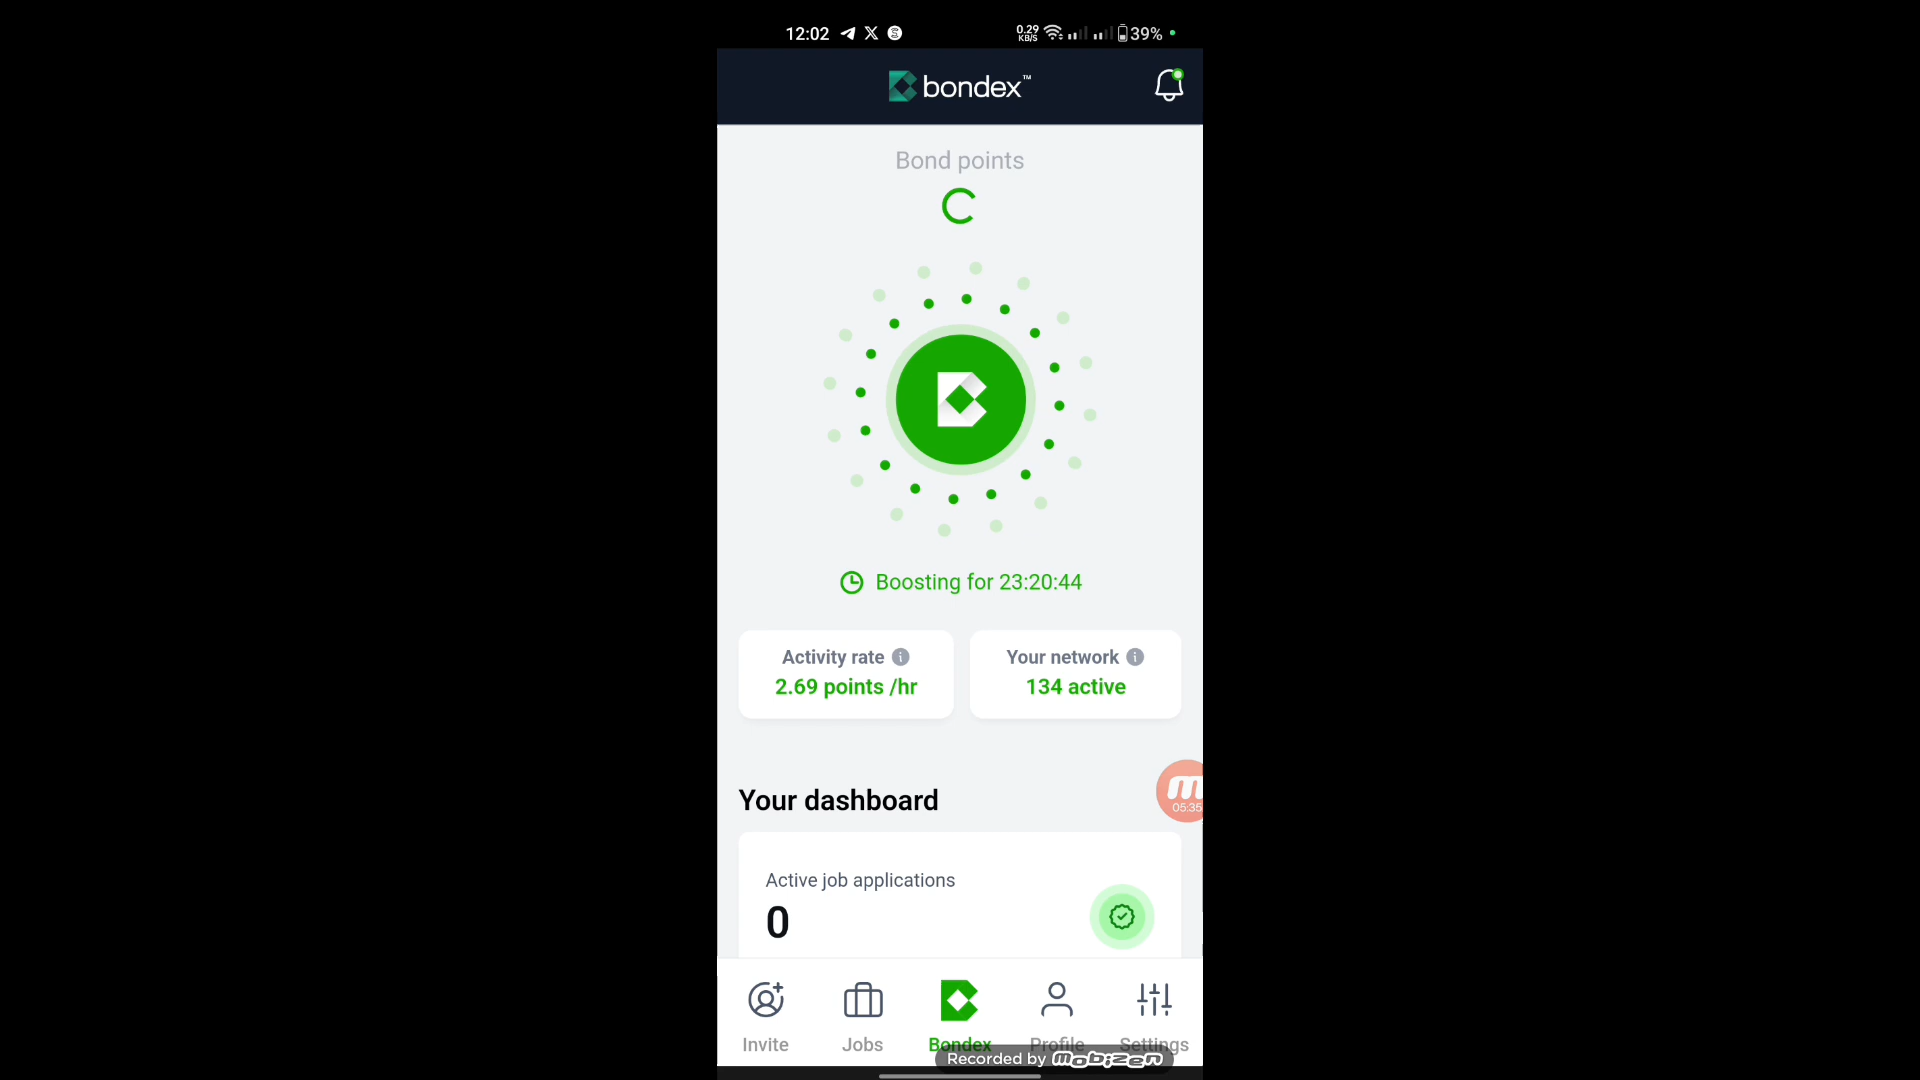 12:02
0.29 KB/S
39%
bondex™
Bond points
Boosting for 23:20:44
Activity rate
2.69 points /hr
Your network
134 active
Your dashboard
05:35
Active job applications
0
Invite
Jobs
Bondex
Profile
Settings
Recorded by mobizen